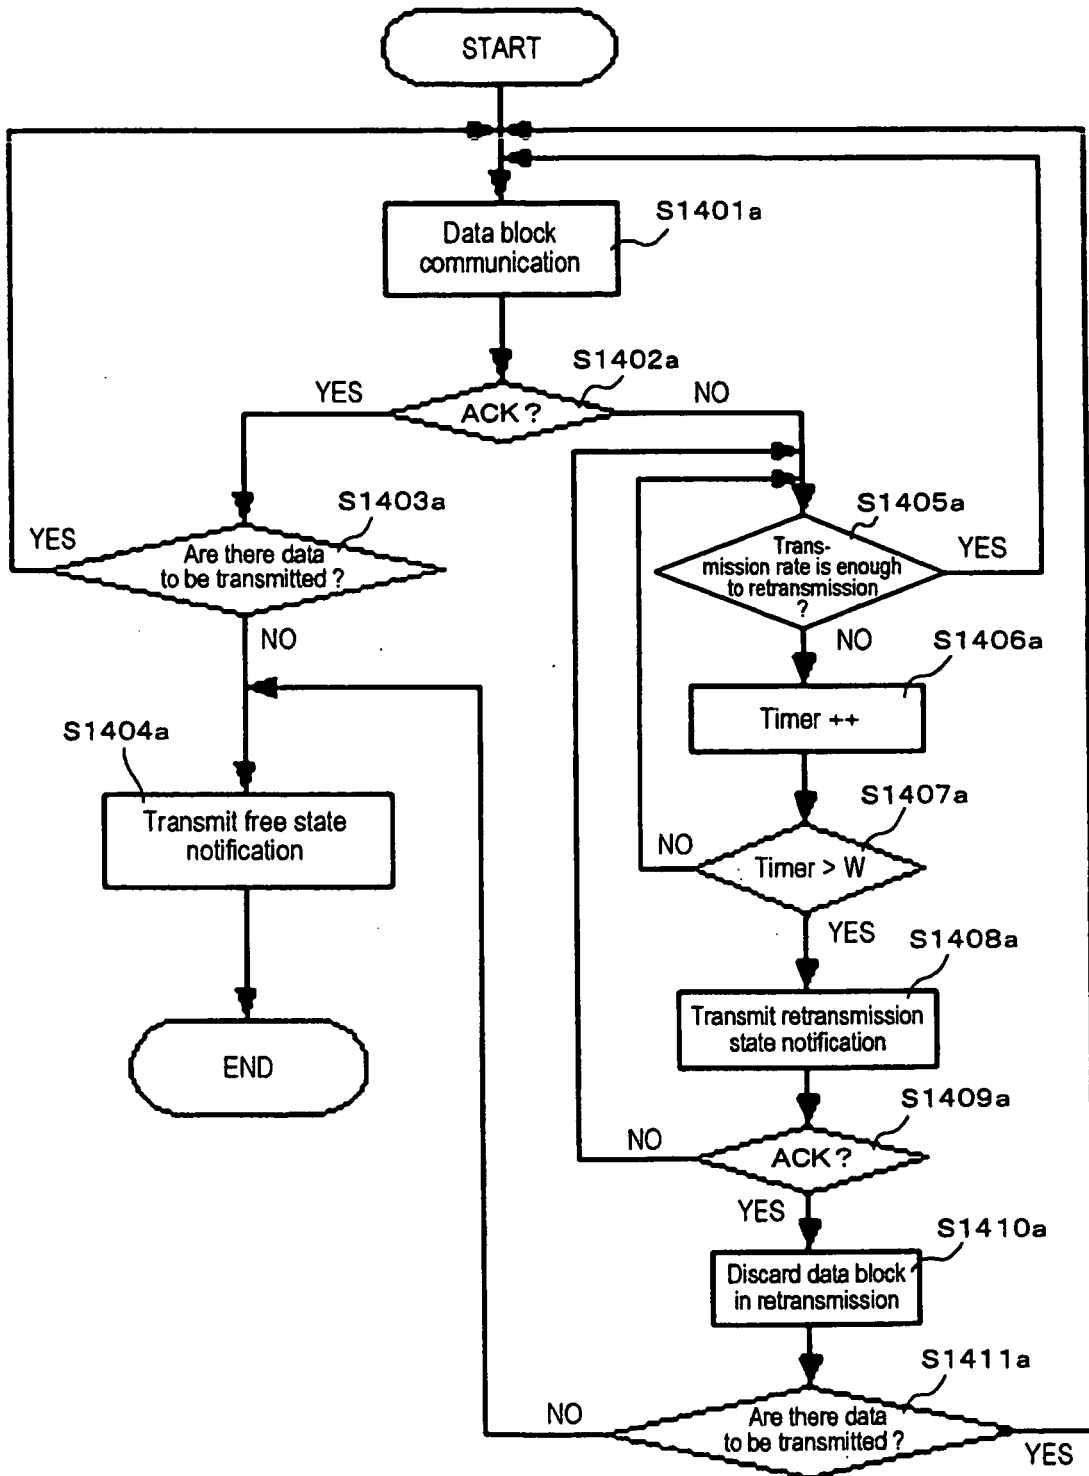 START
S1401a
Data block
communication
S1402a
YES
ACK ?
NO
S1403a
YES
Are there data
to be transmitted ?
NO
S1405a
Trans-
mission rate is enough
to retransmission
?
YES
NO
S1406a
Timer ++
S1404a
Transmit free state
notification
S1407a
NO
Timer > W
YES
S1408a
Transmit retransmission
state notification
END
S1409a
NO
ACK ?
YES
S1410a
Discard data block
in retransmission
S1411a
NO
Are there data
to be transmitted ?
YES